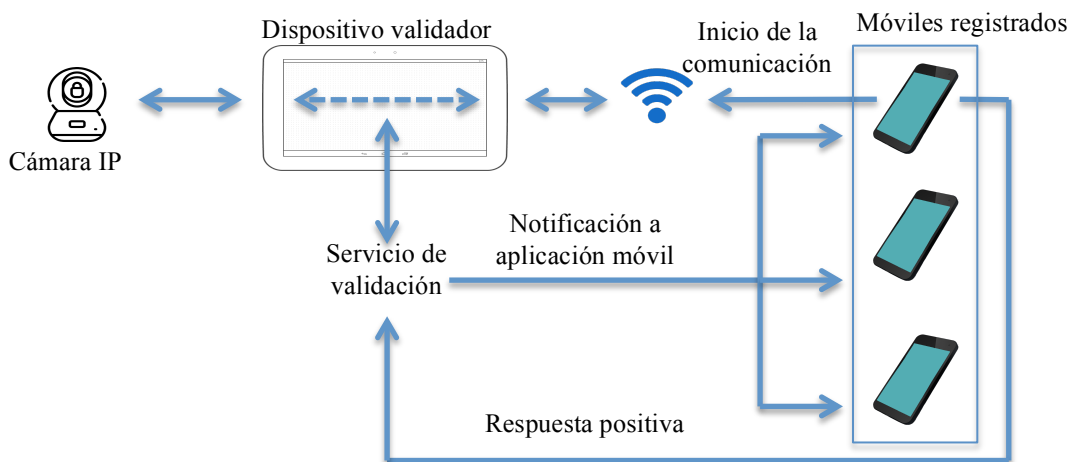 Dispositivo validador
Inicio de la
comunicación
Móviles registrados
Cámara IP
Notificación a
aplicación móvil
Servicio de
validación
Respuesta positiva